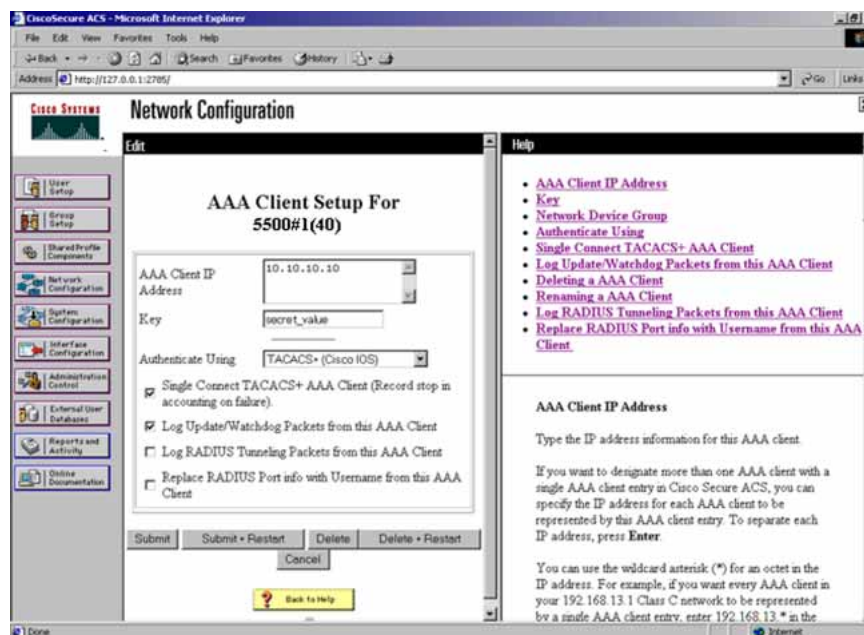 CiscoSecure ACS - Microsoft Internet Explorer
File Edit View Favorites Tools Help
Back Search Favorites History
Address http://127.0.0.1:2785/ Go Links
CISCO SYSTEMS
Network Configuration
User Setup
Group Setup
Shared Profile Components
Network Configuration
System Configuration
Interface Configuration
Administration Control
External User Databases
Reports and Activity
Online Documentation
Edit
AAA Client Setup For
5500#1(40)
AAA Client IP
Address
10.10.10.10
Key
secret_value
Authenticate Using
TACACS+ (Cisco IOS)
Single Connect TACACS+ AAA Client (Record stop in
accounting on failure).
Log Update/Watchdog Packets from this AAA Client
Log RADIUS Tunneling Packets from this AAA Client
Replace RADIUS Port info with Username from this AAA
Client
Submit Submit + Restart Delete Delete + Restart
Cancel
? Back to Help
Help
• AAA Client IP Address
• Key
• Network Device Group
• Authenticate Using
• Single Connect TACACS+ AAA Client
• Log Update/Watchdog Packets from this AAA Client
• Deleting a AAA Client
• Renaming a AAA Client
• Log RADIUS Tunneling Packets from this AAA Client
• Replace RADIUS Port info with Username from this AAA
Client
AAA Client IP Address
Type the IP address information for this AAA client.
If you want to designate more than one AAA client with a
single AAA client entry in Cisco Secure ACS, you can
specify the IP address for each AAA client to be
represented by this AAA client entry. To separate each
IP address, press Enter.
You can use the wildcard asterisk (*) for an octet in the
IP address. For example, if you want every AAA client in
your 192.168.13.1 Class C network to be represented
by a single AAA client entry, enter 192.168.13.* in the
Done
Internet